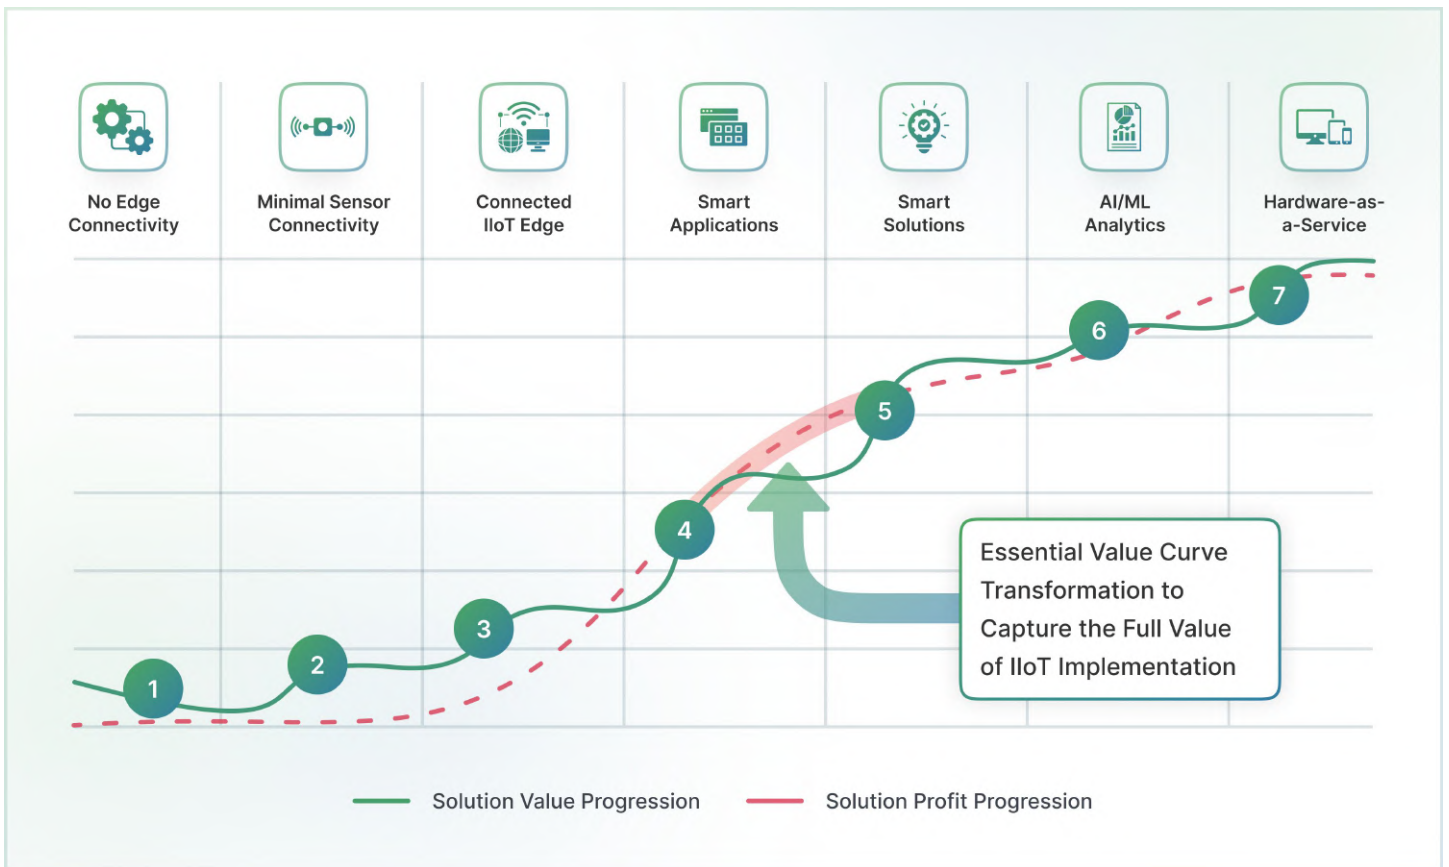 No Edge
Connectivity
Minimal Sensor
Connectivity
Connected
IIoT Edge
Smart
Applications
Smart
Solutions
AI/ML
Analytics
Hardware-as-
a-Service
1
2
3
4
5
6
7
Essential Value Curve
Transformation to
Capture the Full Value
of IIoT Implementation
Solution Value Progression
Solution Profit Progression